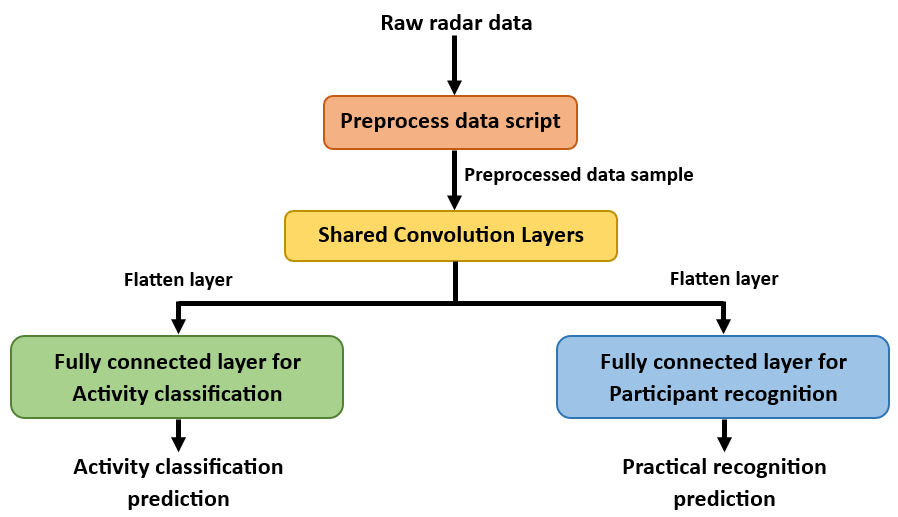 Raw radar data
Preprocess data script
Preprocessed data sample
Shared Convolution Layers
Flatten layer
Flatten layer
Fully connected layer for
Activity classification
Fully connected layer for
Participant recognition
Activity classification
prediction
Practical recognition
prediction